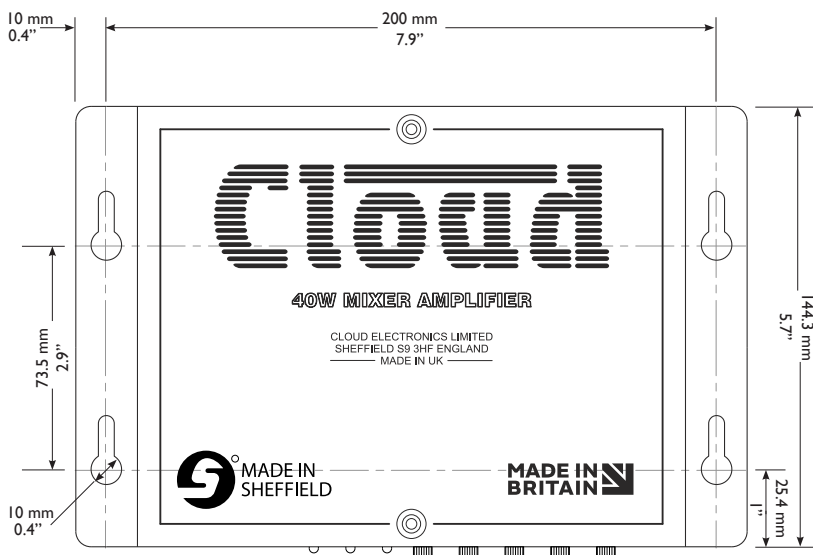 10 mm
0.4”
200 mm
7.9”
Cloud
40W MIXER AMPLIFIER
CLOUD ELECTRONICS LIMITED
SHEFFIELD S9 3HF ENGLAND
MADE IN UK
73.5 mm
2.9”
144.3 mm
5.7”
S
MADE IN
SHEFFIELD
MADE IN
BRITAIN
10 mm
0.4”
25.4 mm
1”